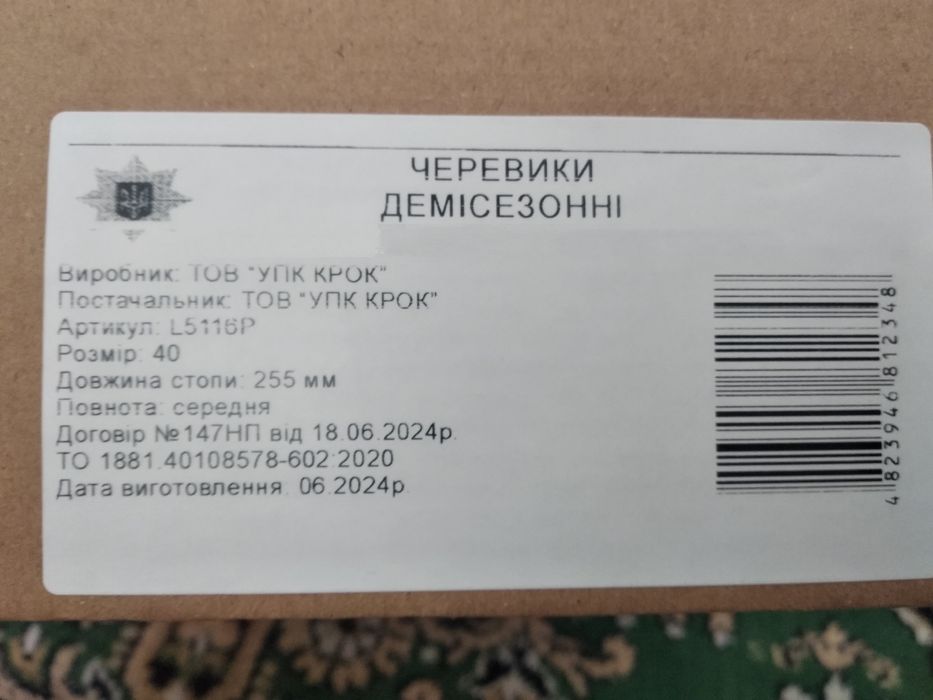 ЧЕРЕВИКИ
ДЕМІСЕЗОННІ
Виробник: ТОВ "УПК КРОК"
Постачальник: ТОВ "УПК КРОК"
Артикул: L5116P
Розмір: 40
Довжина стопи: 255 мм
Повнота: середня
Договір №147НП від 18.06.2024р.
ТО 1881.40108578-602:2020
Дата виготовлення: 06.2024р.
4823946812348